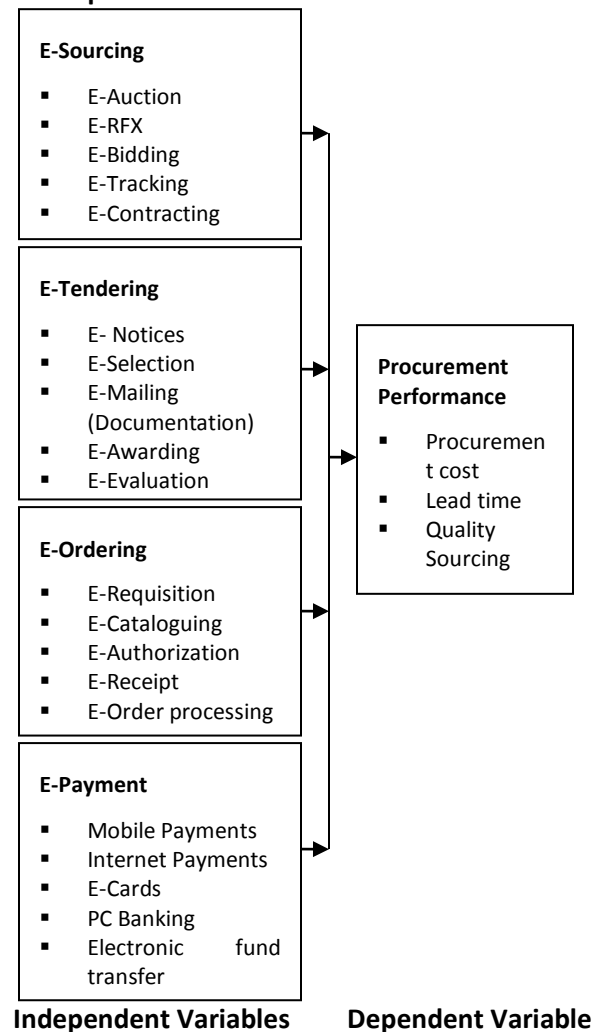 E-Sourcing
▪ E-Auction
▪ E-RFX
▪ E-Bidding
▪ E-Tracking
▪ E-Contracting
E-Tendering
▪ E- Notices
▪ E-Selection
▪ E-Mailing
(Documentation)
▪ E-Awarding
▪ E-Evaluation
E-Ordering
▪ E-Requisition
▪ E-Cataloguing
▪ E-Authorization
▪ E-Receipt
▪ E-Order processing
E-Payment
▪ Mobile Payments
▪ Internet Payments
▪ E-Cards
▪ PC Banking
▪ Electronic fund
transfer
Procurement
Performance
▪ Procuremen
t cost
▪ Lead time
▪ Quality
Sourcing
Independent Variables
Dependent Variable